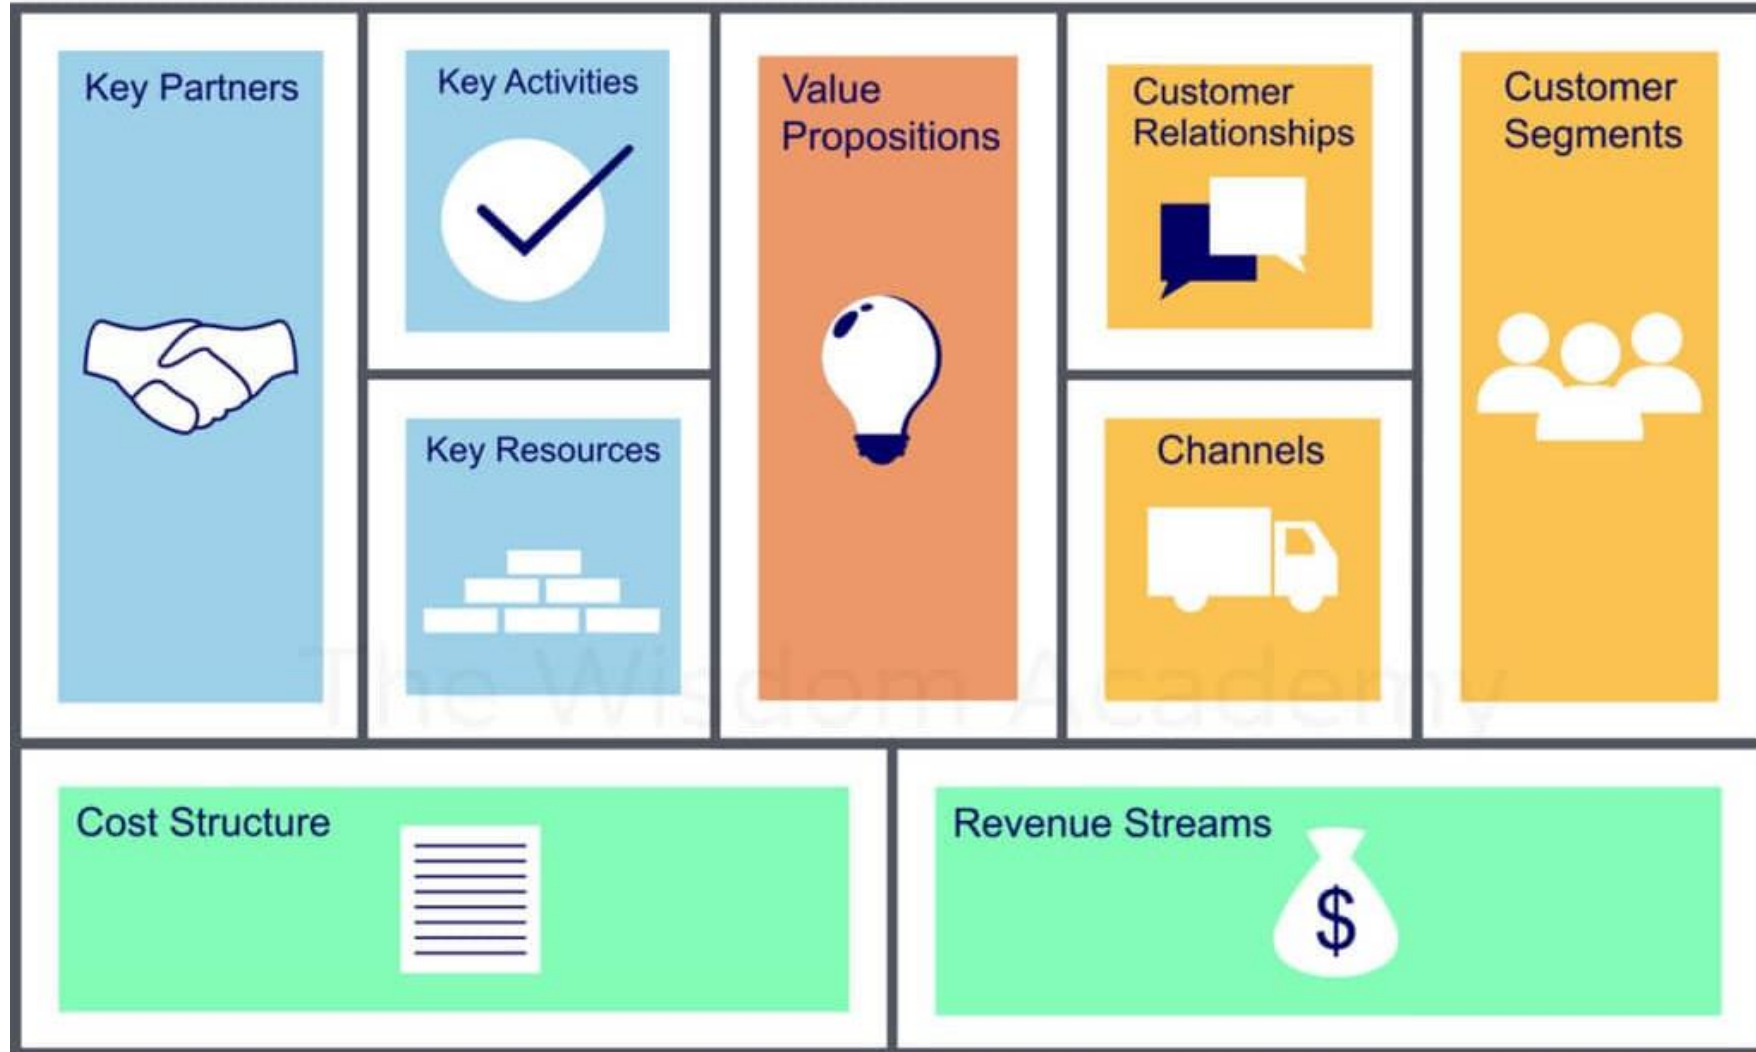 Key Partners
Key Activities
Key Resources
Value
Propositions
Customer
Relationships
Channels
Customer
Segments
Cost Structure
Revenue Streams
$
The Wisdom Academy